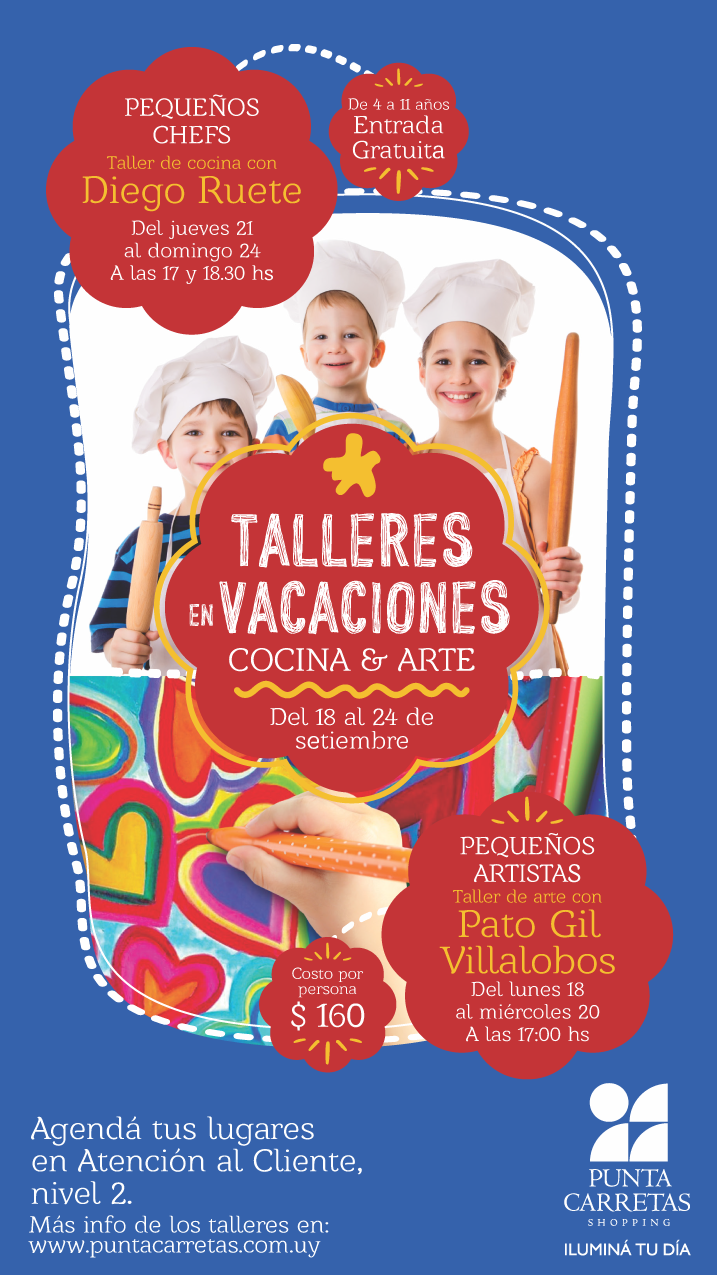 PEQUEÑOS
CHEFS
Taller de cocina con
Diego Ruete
Del jueves 21
al domingo 24
A las 17 y 18.30 hs
De 4 a 11 años
Entrada
Gratuita
TALLERES
EN VACACIONES
COCINA & ARTE
Del 18 al 24 de
setiembre
PEQUEÑOS
ARTISTAS
Taller de arte con
Pato Gil
Villalobos
Del lunes 18
al miércoles 20
A las 17:00 hs
Costo por
persona
$ 160
Agendá tus lugares
en Atención al Cliente,
nivel 2.
Más info de los talleres en:
www.puntacarretas.com.uy
PUNTA
CARRETAS
SHOPPING
ILUMINÁ TU DÍA